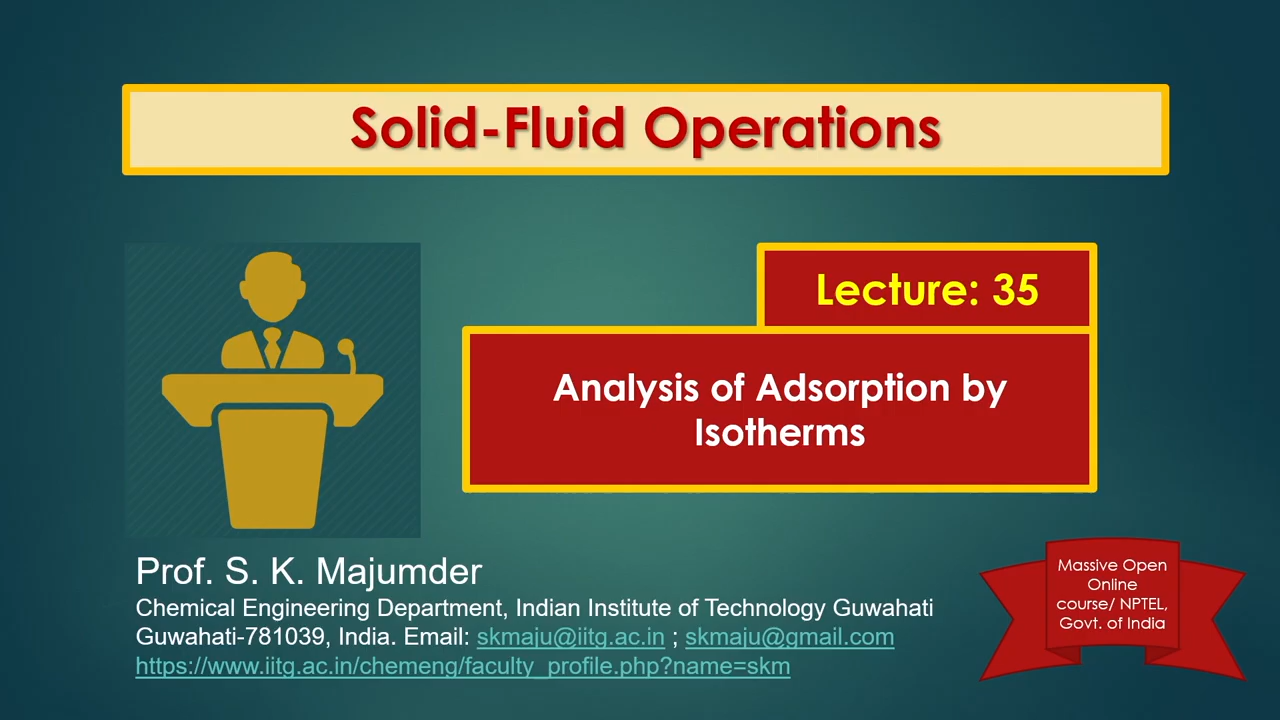 Solid-Fluid Operations
Lecture: 35
Analysis of Adsorption by
Isotherms
Prof. S. K. Majumder
Chemical Engineering Department, Indian Institute of Technology Guwahati
Guwahati-781039, India. Email: skmaju@iitg.ac.in ; skmaju@gmail.com
https://www.iitg.ac.in/chemeng/faculty_profile.php?name=skm
Massive Open
Online
course/ NPTEL,
Govt. of India